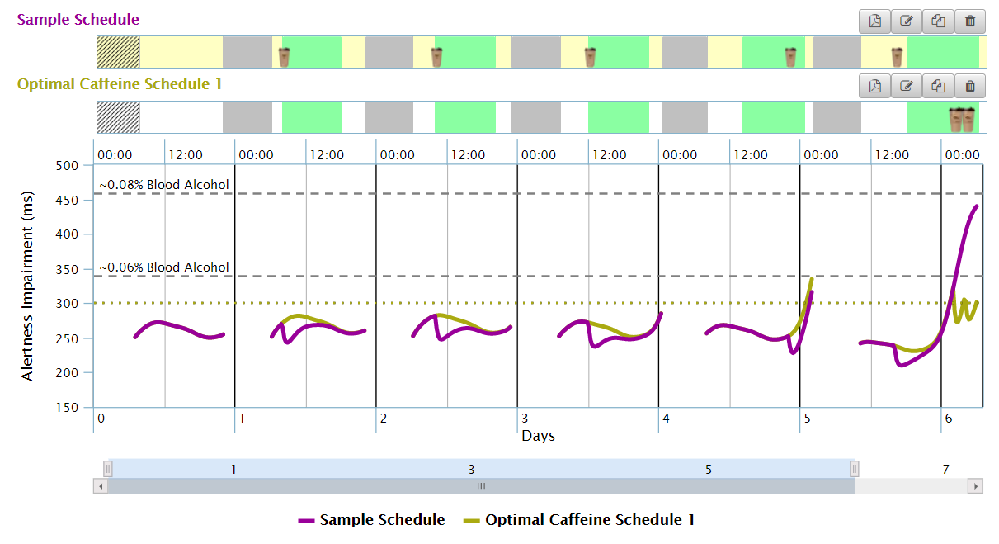 Sample Schedule
Optimal Caffeine Schedule 1
00:00 12:00 00:00 12:00 00:00 12:00 00:00 12:00 00:00 12:00 00:00 12:00 00:00
500
~0.08% Blood Alcohol
450
400
350
~0.06% Blood Alcohol
300
250
200
150
Alertness Impairment (ms)
0 1 2 3 4 5 6
Days
1 3 5 7
Sample Schedule Optimal Caffeine Schedule 1